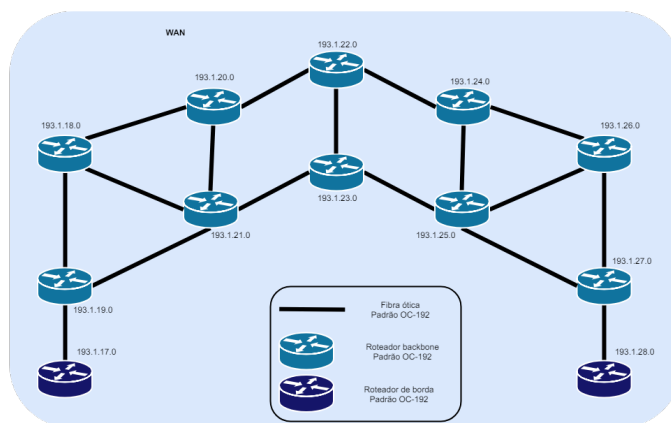 WAN
193.1.22.0
193.1.20.0
193.1.24.0
193.1.18.0
193.1.26.0
193.1.23.0
193.1.21.0
193.1.25.0
193.1.27.0
193.1.19.0
193.1.17.0
193.1.28.0
Fibra ótica
Padrão OC-192
Roteador backbone
Padrão OC-192
Roteador de borda
Padrão OC-192